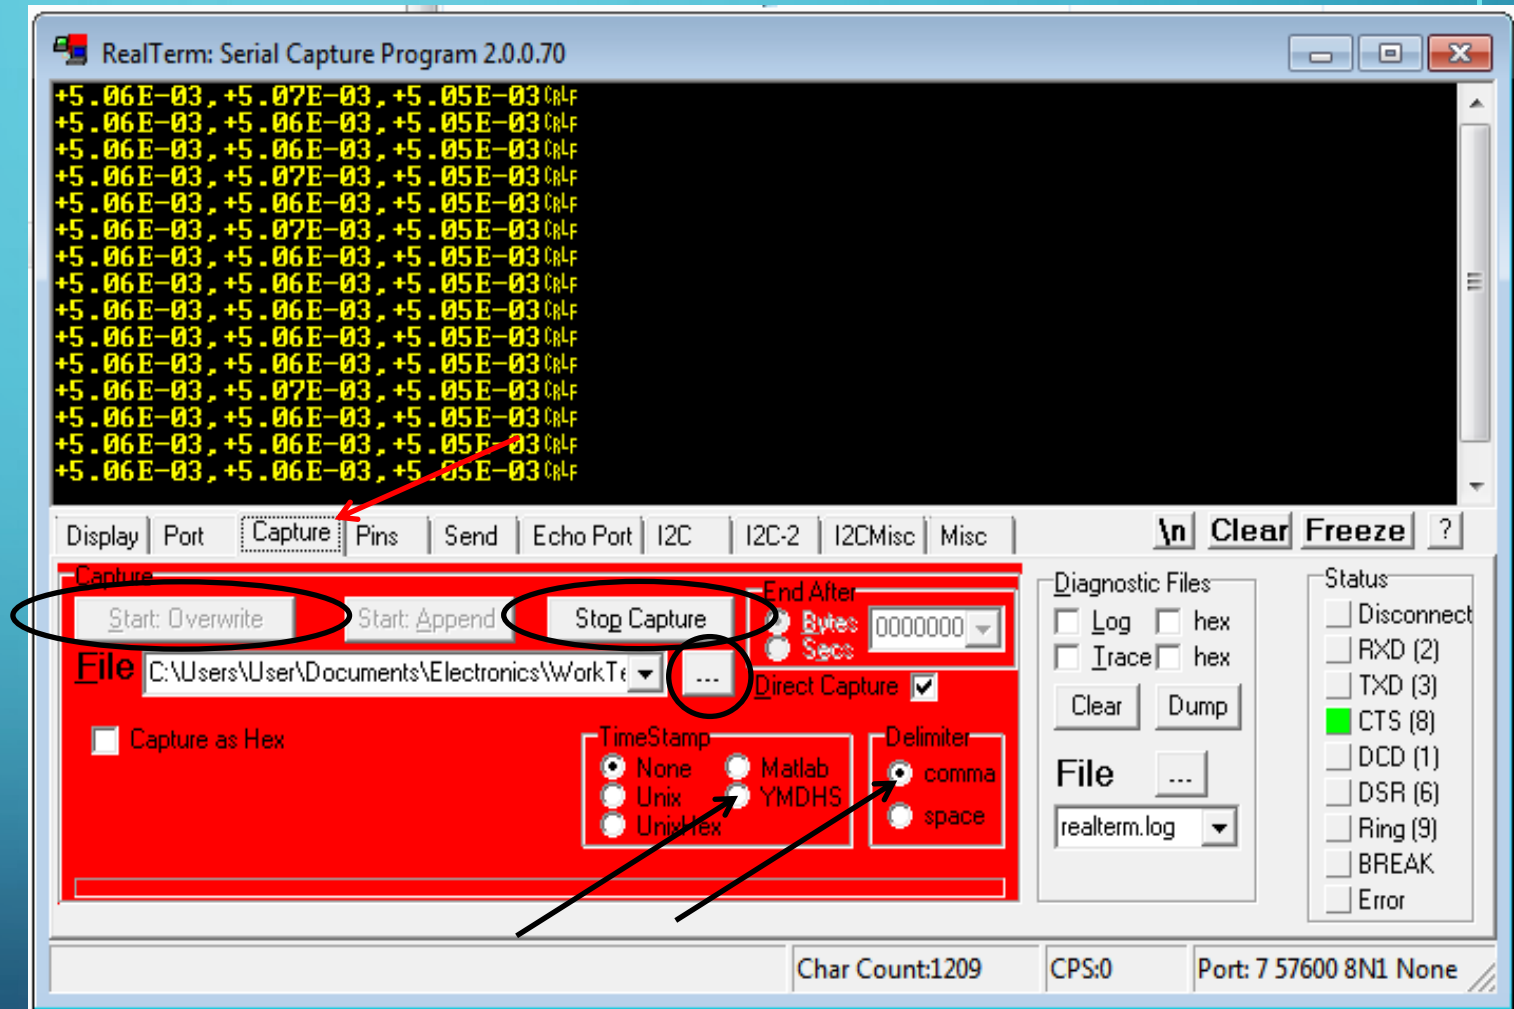 RealTerm: Serial Capture Program 2.0.0.70
+5.06E-03,+5.07E-03,+5.05E-03CRLF
+5.06E-03,+5.06E-03,+5.05E-03CRLF
+5.06E-03,+5.06E-03,+5.05E-03CRLF
+5.06E-03,+5.07E-03,+5.05E-03CRLF
+5.06E-03,+5.06E-03,+5.05E-03CRLF
+5.06E-03,+5.07E-03,+5.05E-03CRLF
+5.06E-03,+5.06E-03,+5.05E-03CRLF
+5.06E-03,+5.06E-03,+5.05E-03CRLF
+5.06E-03,+5.06E-03,+5.05E-03CRLF
+5.06E-03,+5.06E-03,+5.05E-03CRLF
+5.06E-03,+5.06E-03,+5.05E-03CRLF
+5.06E-03,+5.07E-03,+5.05E-03CRLF
+5.06E-03,+5.06E-03,+5.05E-03CRLF
+5.06E-03,+5.06E-03,+5.05E-03CRLF
+5.06E-03,+5.06E-03,+5.05E-03CRLF
Display Port Capture Pins Send Echo Port I2C I2C-2 I2CMisc Misc \n Clear Freeze ?
Capture
Start: Overwrite Start: Append Stop Capture
End After
Bytes
Secs
0000000
File C:\Users\User\Documents\Electronics\WorkTe ...
Direct Capture
Capture as Hex
TimeStamp
None Matlab
Unix YMDHS
UnixHex
Delimiter
comma
space
Diagnostic Files
Log hex
Trace hex
Clear Dump
File ...
realterm.log
Status
Disconnect
RXD (2)
TXD (3)
CTS (8)
DCD (1)
DSR (6)
Ring (9)
BREAK
Error
Char Count:1209 CPS:0 Port: 7 57600 8N1 None